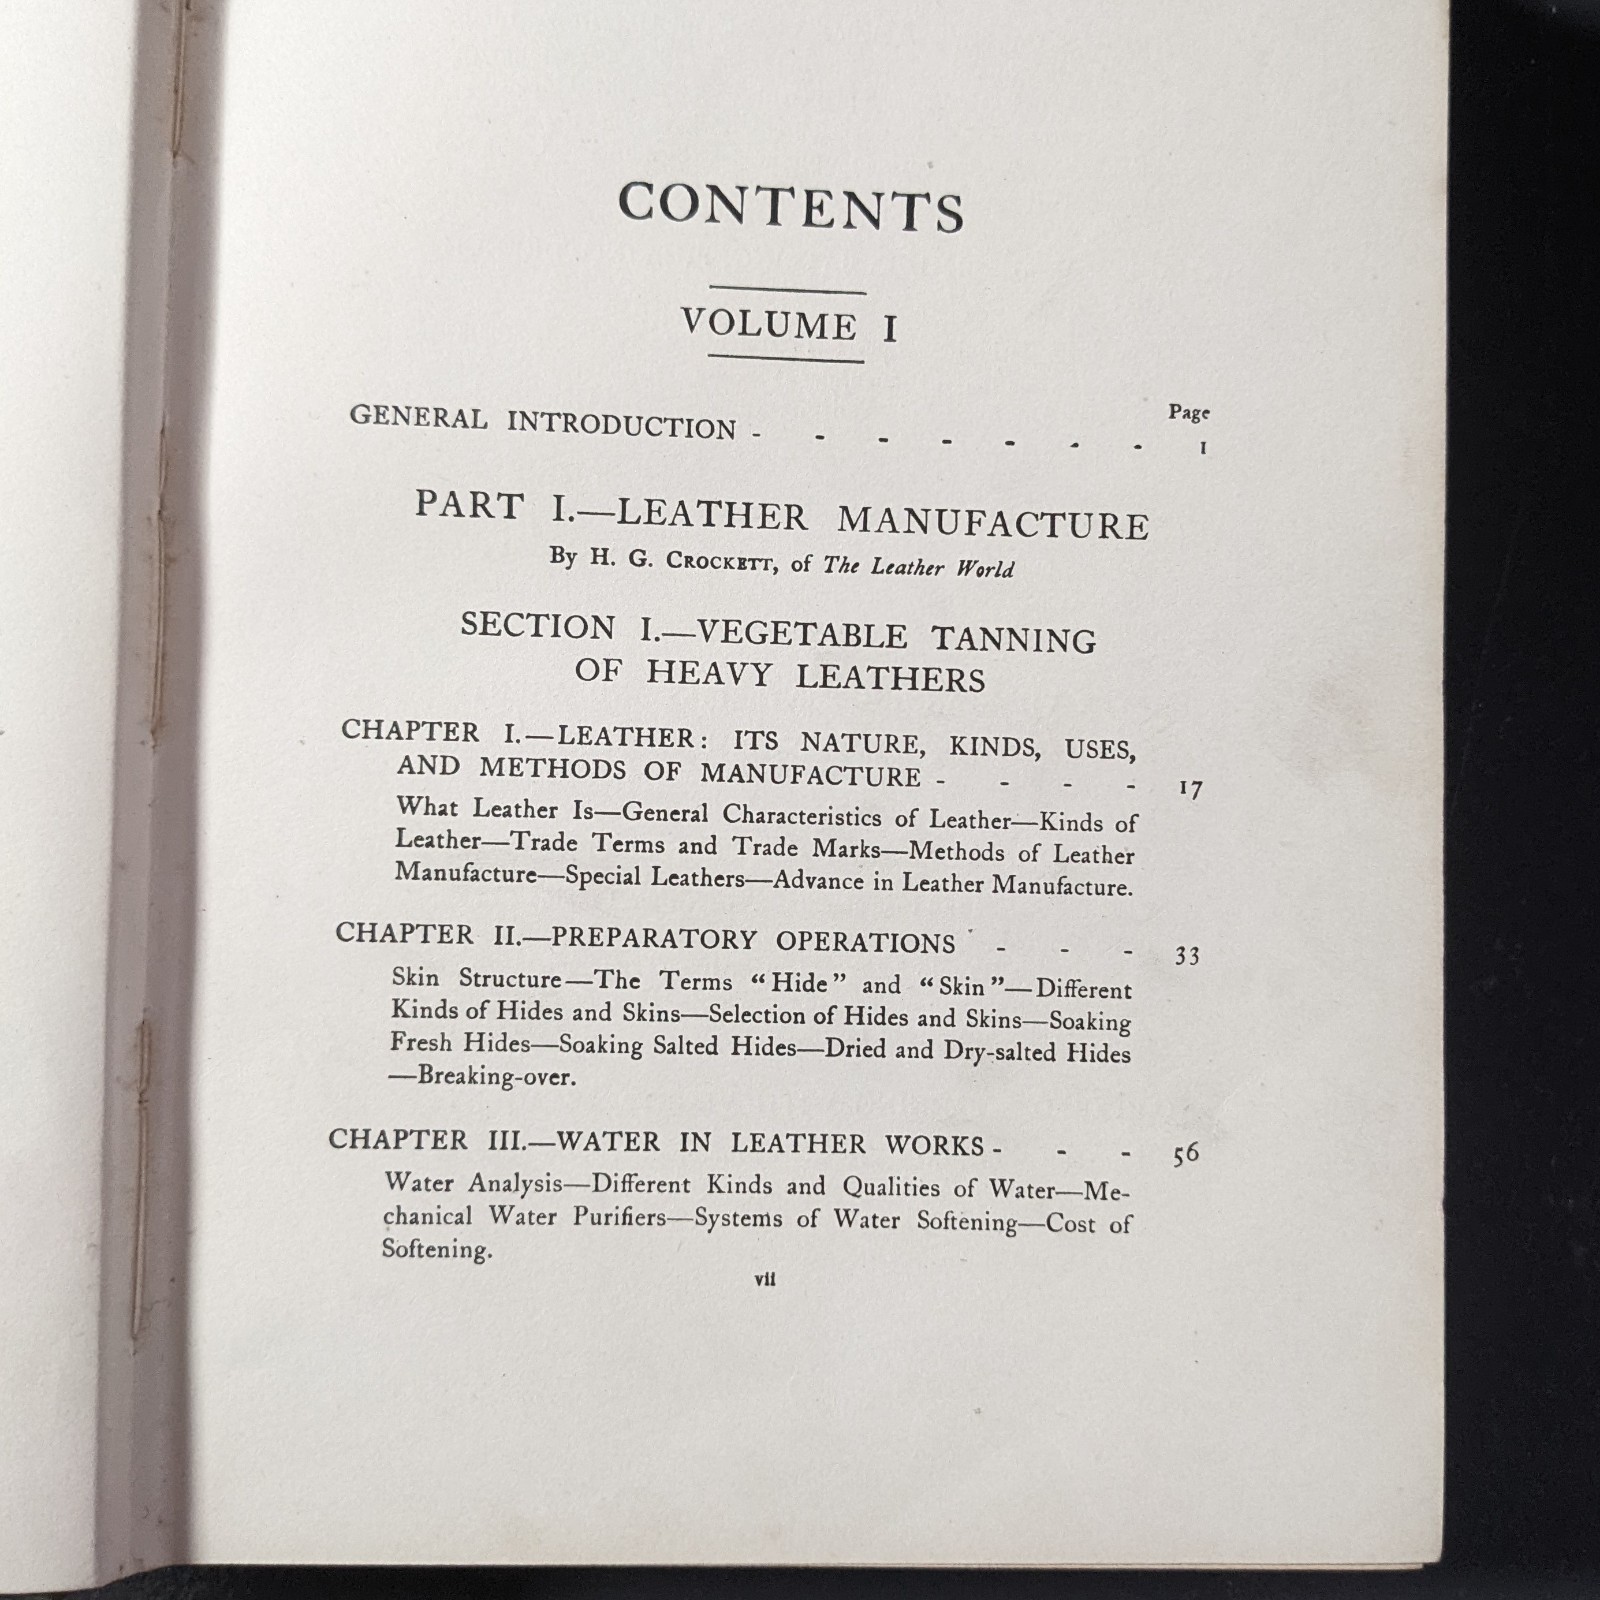 CONTENTS
VOLUME I
Page
GENERAL INTRODUCTION - - - - - - - 1
PART I.—LEATHER MANUFACTURE
By H. G. CROCKETT, of The Leather World
SECTION I.—VEGETABLE TANNING
OF HEAVY LEATHERS
CHAPTER I.—LEATHER: ITS NATURE, KINDS, USES,
AND METHODS OF MANUFACTURE - - - - 17
What Leather Is—General Characteristics of Leather—Kinds of
Leather—Trade Terms and Trade Marks—Methods of Leather
Manufacture—Special Leathers—Advance in Leather Manufacture.
CHAPTER II.—PREPARATORY OPERATIONS - - - 33
Skin Structure—The Terms “Hide” and “Skin”—Different
Kinds of Hides and Skins—Selection of Hides and Skins—Soaking
Fresh Hides—Soaking Salted Hides—Dried and Dry-salted Hides
—Breaking-over.
CHAPTER III.—WATER IN LEATHER WORKS - - - 56
Water Analysis—Different Kinds and Qualities of Water—Me-
chanical Water Purifiers—Systems of Water Softening—Cost of
Softening.
vii